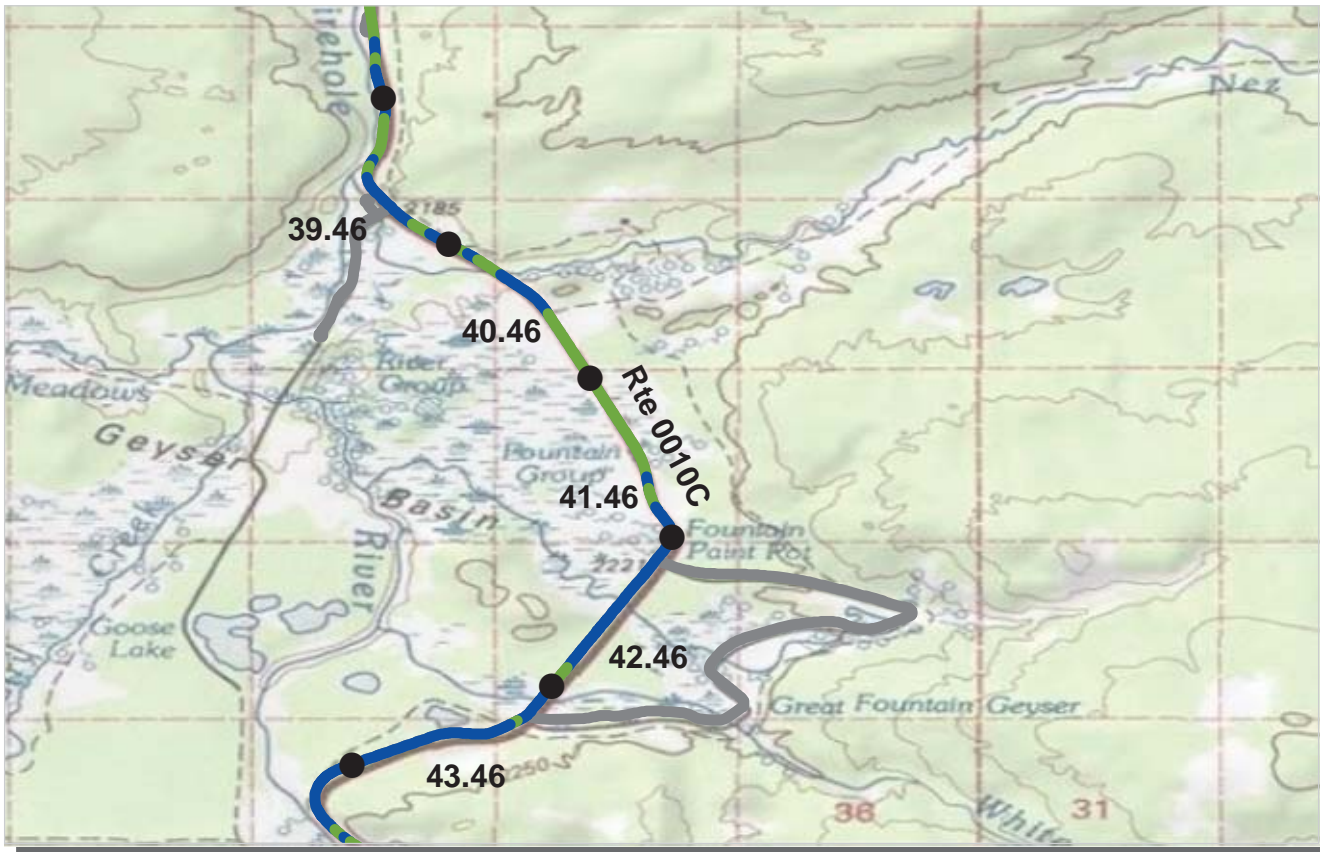 irehole
Nez
2185
39.46
40.46
River
Group
Meadows
Rte 0010C
Geyser
Fountain
Group
41.46
Basin
Fountain
Paint Pot
2221
Creek
River
Goose
Lake
42.46
Great Fountain Geyser
43.46
2250
36
31
White